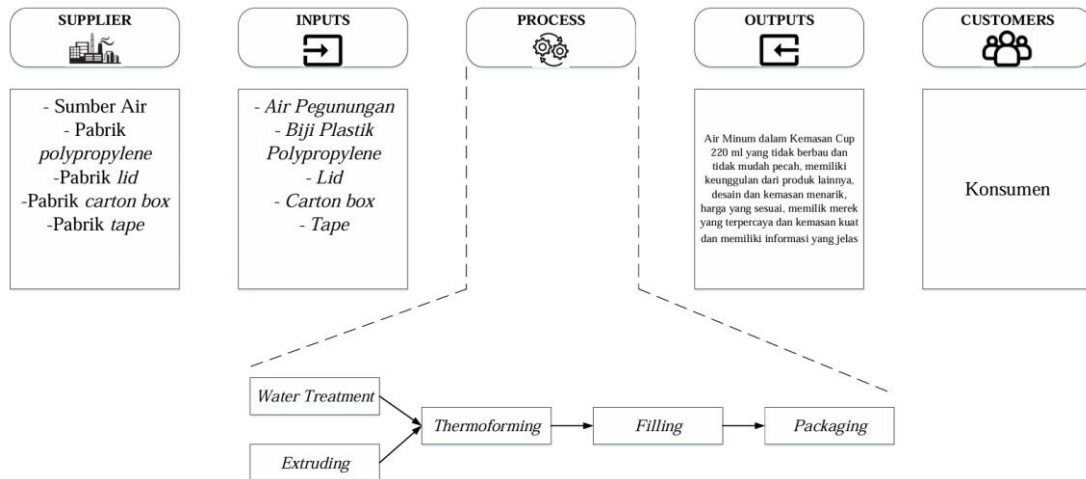 SUPPLIER
INPUTS
PROCESS
OUTPUTS
CUSTOMERS
- Sumber Air
- Pabrik
polypropylene
-Pabrik lid
-Pabrik carton box
-Pabrik tape
- Air Pegunungan
- Biji Plastik
Polypropylene
- Lid
- Carton box
- Tape
Air Minum dalam Kemasan Cup
220 ml yang tidak berbau dan
tidak mudah pecah, memiliki
keunggulan dari produk lainnya,
desain dan kemasan menarik,
harga yang sesuai, memilik merek
yang terpercaya dan kemasan kuat
dan memiliki informasi yang jelas
Konsumen
Water Treatment
Extruding
Thermoforming
Filling
Packaging